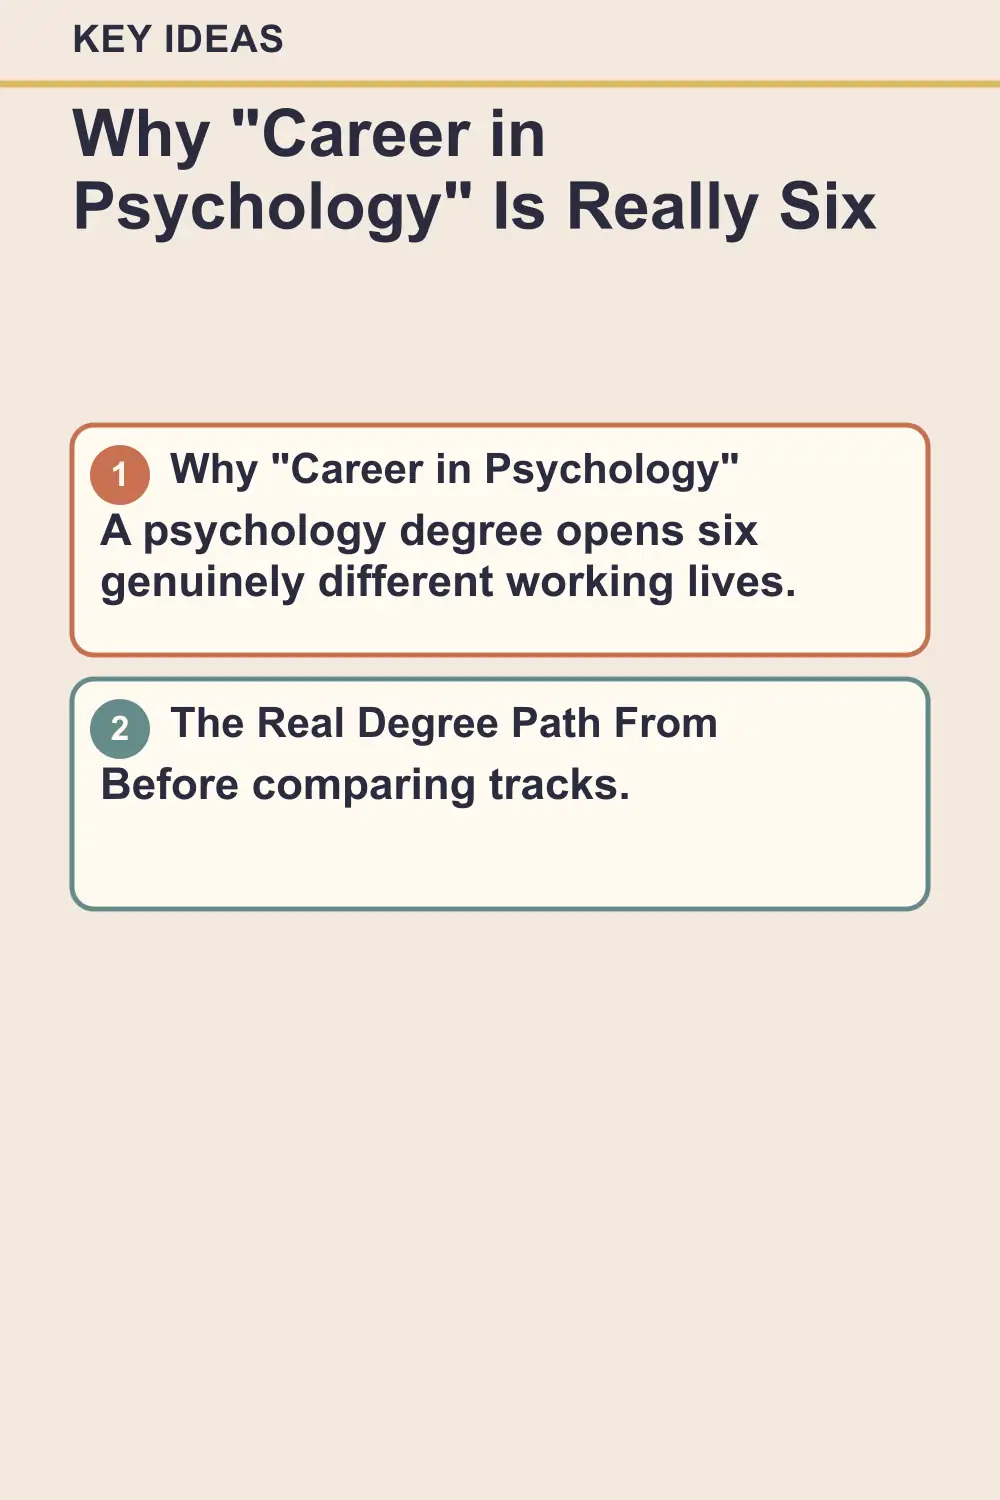 KEY IDEAS
Why "Career in
Psychology" Is Really Six
1 Why "Career in Psychology"
A psychology degree opens six
genuinely different working lives.
2 The Real Degree Path From
Before comparing tracks.